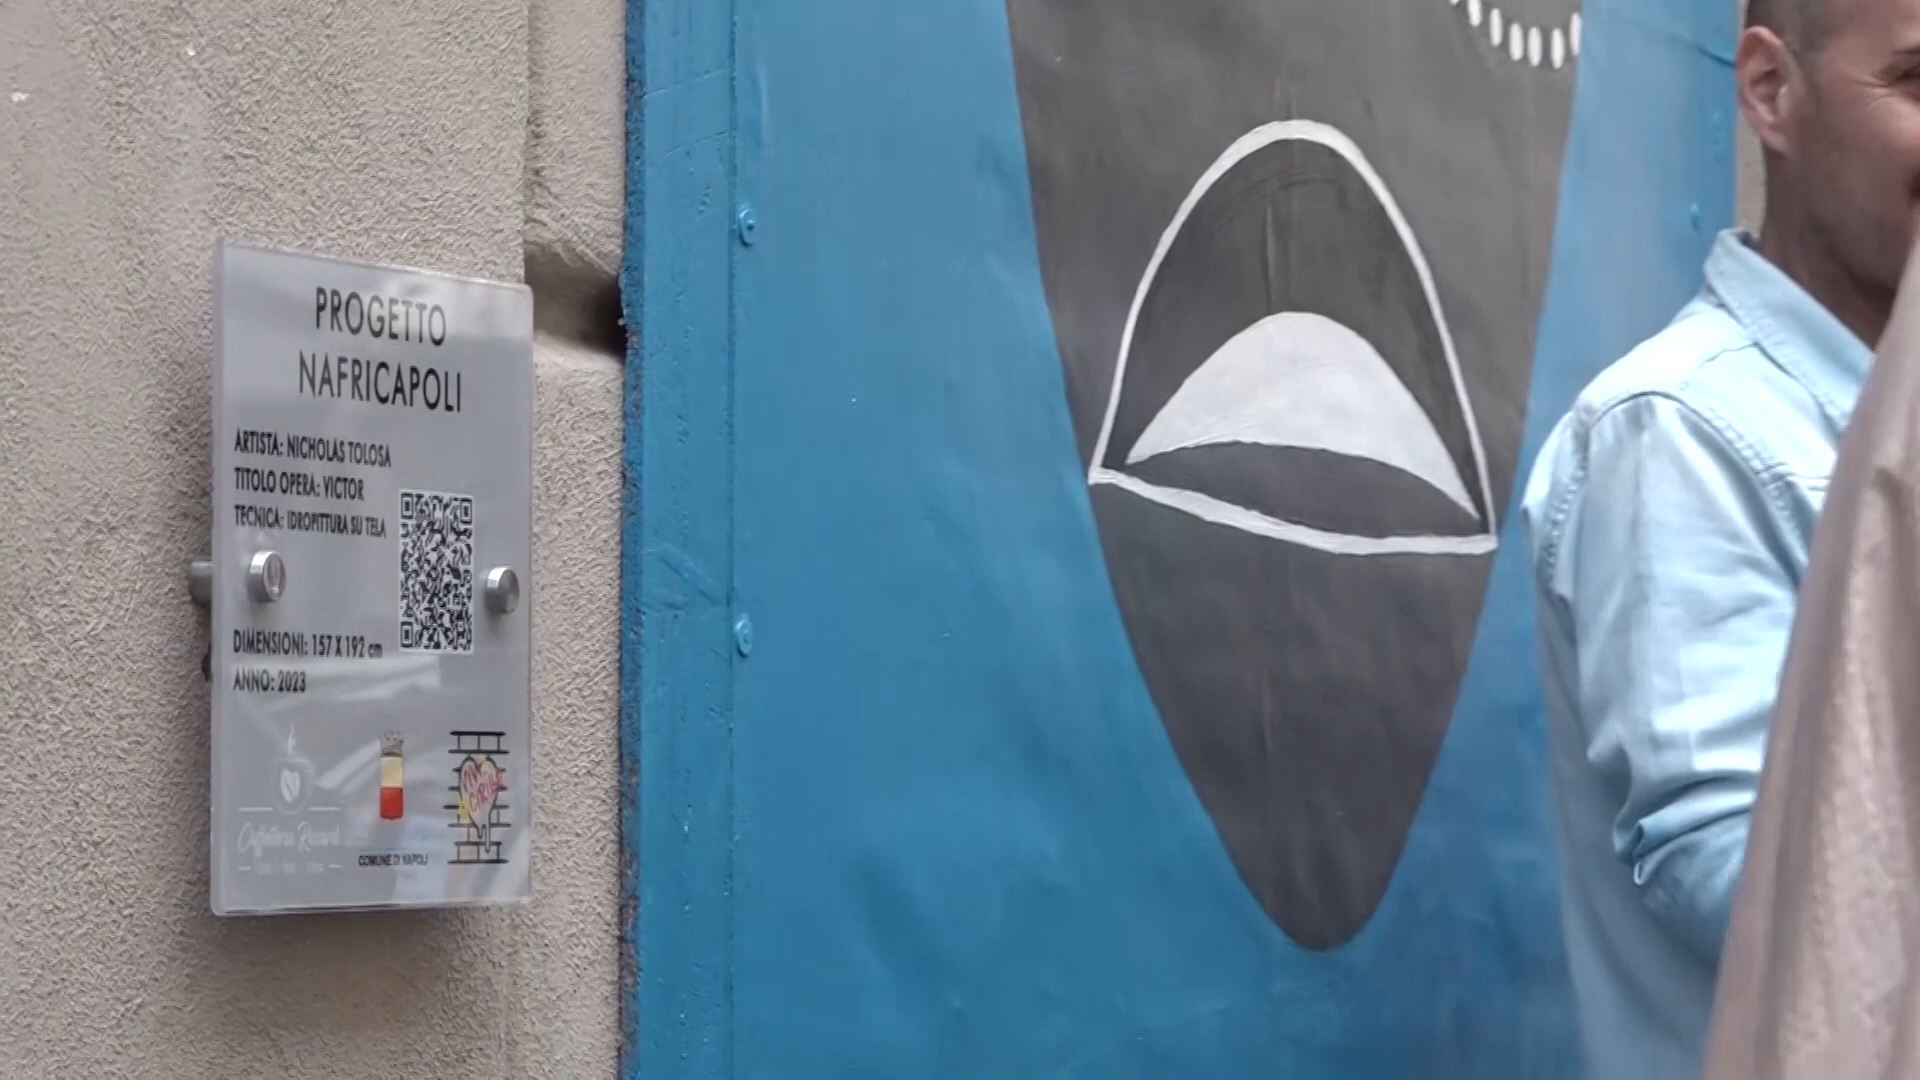 PROGETTO
NAFRICAPOLI
ARTISTA: NICHOLAS TOLOSA
TITOLO OPERA: VICTOR
TECNICA: IDROPITTURA SU TELA
DIMENSIONI: 157 X 192 cm
ANNO: 2023
COMUNE DI NAPOLI